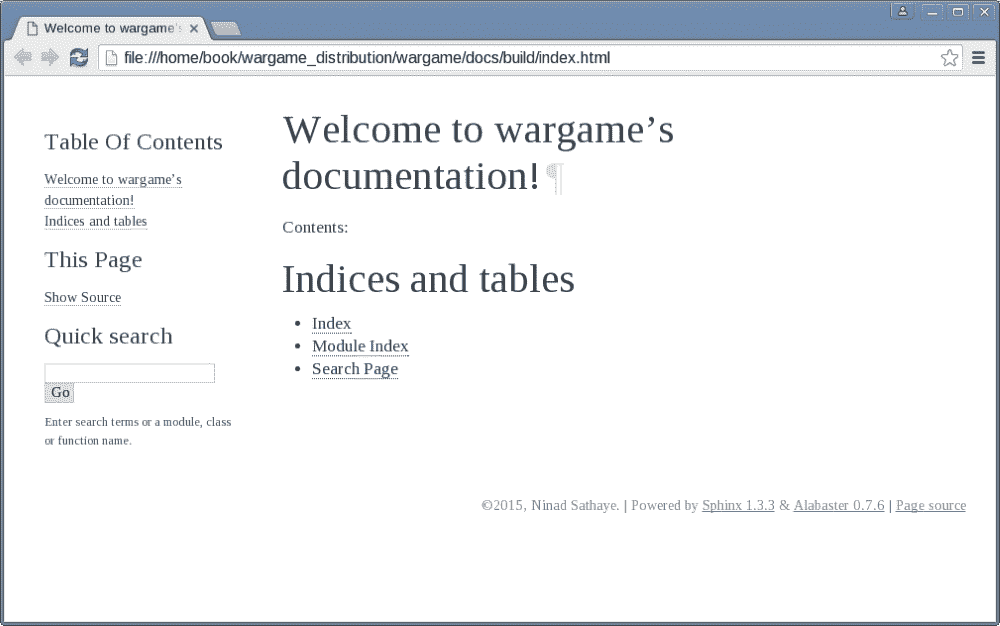 Welcome to wargame's
file:///home/book/wargame_distribution/wargame/docs/build/index.html
Table Of Contents
Welcome to wargame’s
documentation!
Indices and tables
This Page
Show Source
Quick search
Go
Enter search terms or a module, class
or function name.
Welcome to wargame’s
documentation!¶
Contents:
Indices and tables
Index
Module Index
Search Page
©2015, Ninad Sathaye. | Powered by Sphinx 1.3.3 & Alabaster 0.7.6 | Page source